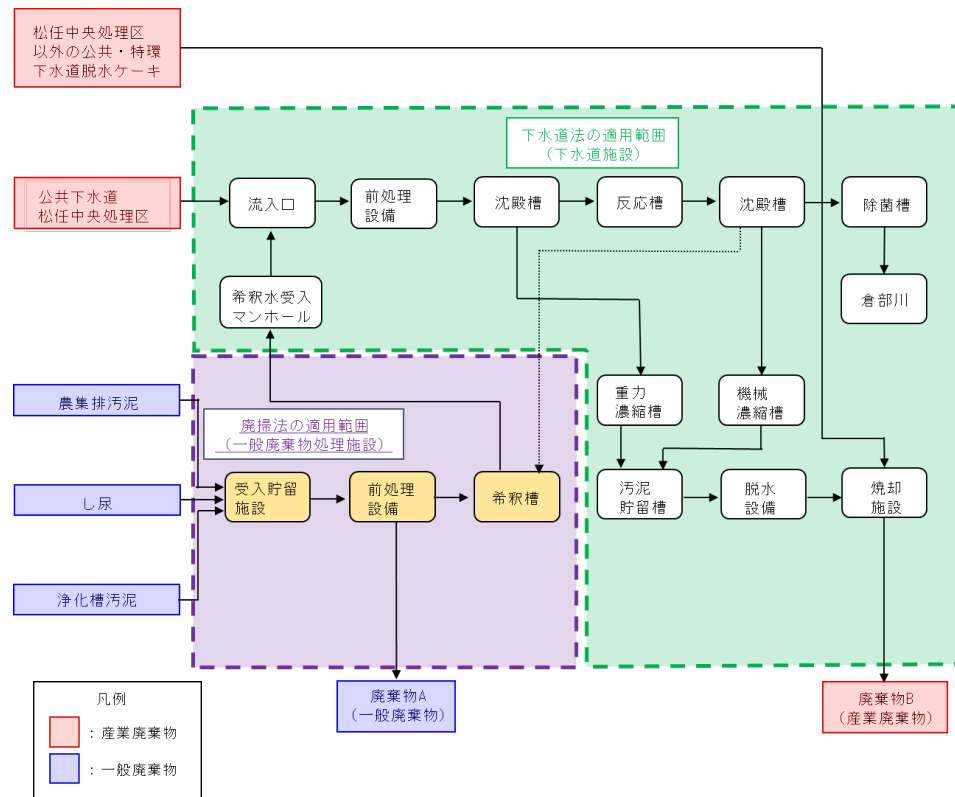 松任中央処理区
以外の公共・特環
下水道脱水ケーキ
下水道法の適用範囲
（下水道施設）
公共下水道
松任中央処理区
流入口
前処理
設備
沈殿槽
反応槽
沈殿槽
除菌槽
希釈水受入
マンホール
倉部川
農集排汚泥
廃掃法の適用範囲
（一般廃棄物処理施設）
重力
濃縮槽
機械
濃縮槽
し尿
受入貯留
施設
前処理
設備
希釈槽
汚泥
貯留槽
脱水
設備
焼却
施設
浄化槽汚泥
廃棄物A
（一般廃棄物）
廃棄物B
（産業廃棄物）
凡例
：産業廃棄物
：一般廃棄物